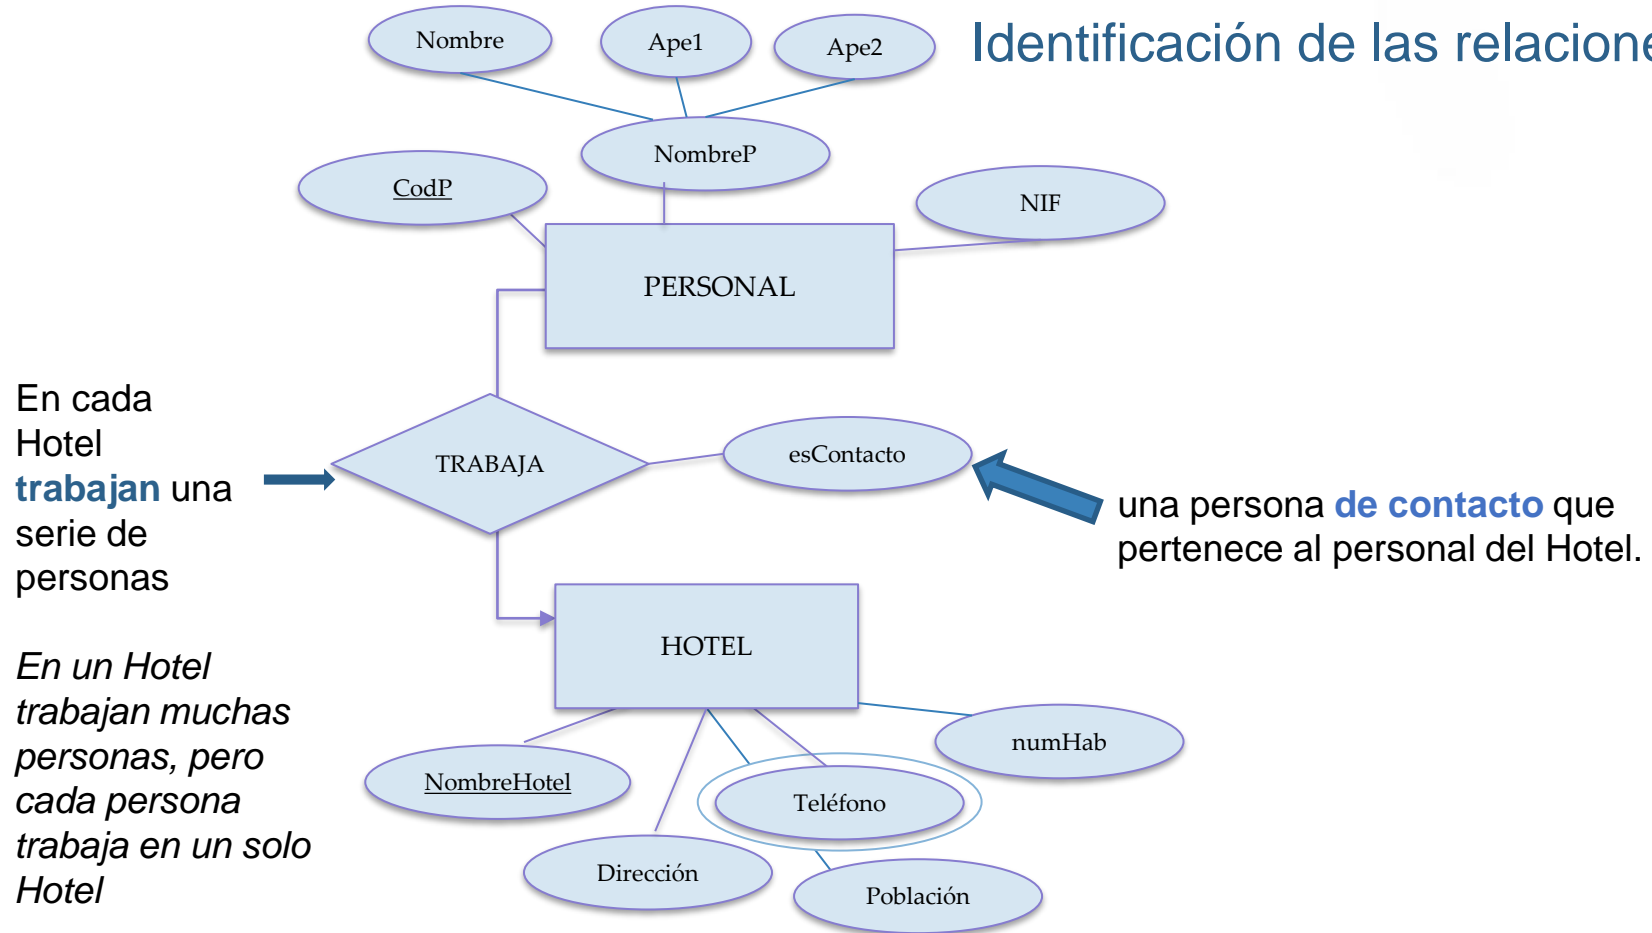 Identificación de las relacione
Nombre
Ape1
Ape2
NombreP
CodP
NIF
PERSONAL
En cada
Hotel
trabajan una
serie de
personas
TRABAJA
esContacto
una persona de contacto que
pertenece al personal del Hotel.
En un Hotel
trabajan muchas
personas, pero
cada persona
trabaja en un solo
Hotel
HOTEL
numHab
NombreHotel
Teléfono
Dirección
Población